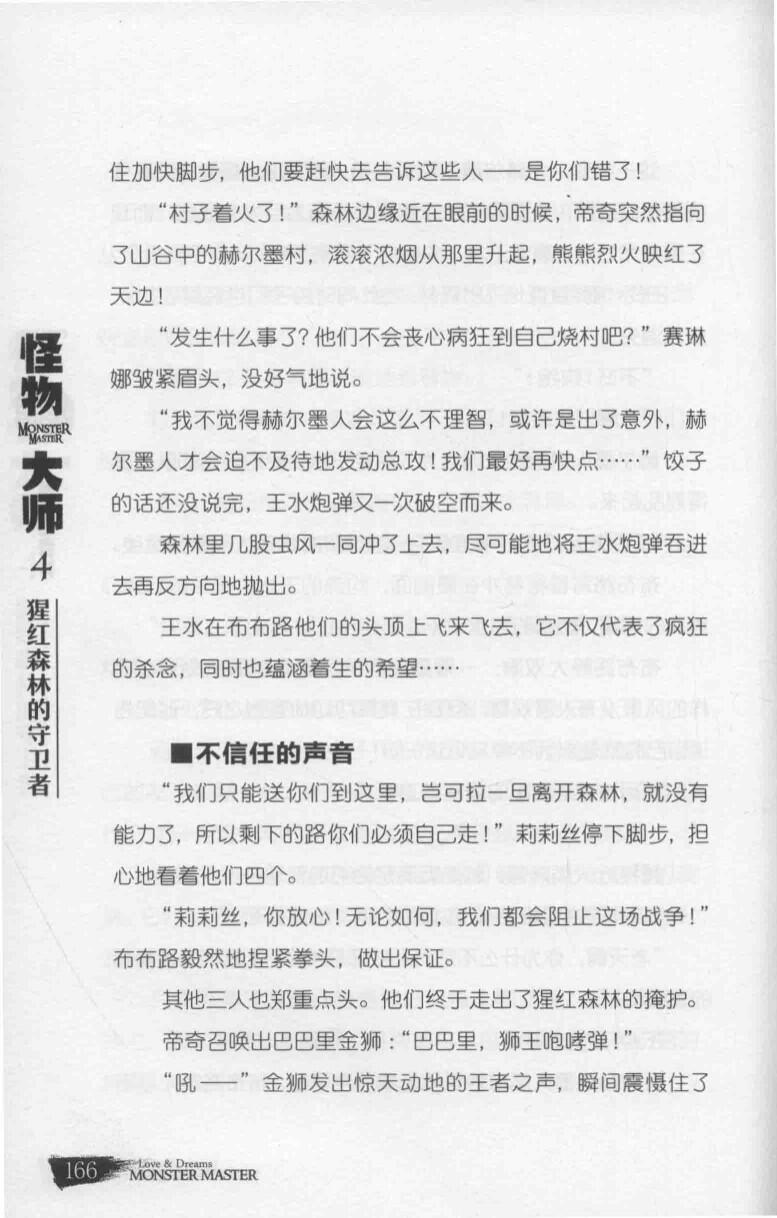 住加快脚步，他们要赶快去告诉这些人——是你们错了！
“村子着火了！”森林边缘近在眼前的时候，帝奇突然指向
了山谷中的赫尔墨村，滚滚浓烟从那里升起，熊熊烈火映红了
天边！
“发生什么事了？他们不会丧心病狂到自己烧村吧？”赛琳
娜皱紧眉头，没好气地说。
“我不觉得赫尔墨人会这么不理智，或许是出了意外，赫
尔墨人才会迫不及待地发动总攻！我们最好再快点……”饺子
的话还没说完，王水炮弹又一次破空而来。
森林里几股虫风一同冲了上去，尽可能地将王水炮弹吞进
去再反方向地抛出。
王水在布布路他们的头顶上飞来飞去，它不仅代表了疯狂
的杀念，同时也蕴涵着生的希望……
■不信任的声音
“我们只能送你们到这里，岂可拉一旦离开森林，就没有
能力了，所以剩下的路你们必须自己走！”莉莉丝停下脚步，担
心地看着他们四个。
“莉莉丝，你放心！无论如何，我们都会阻止这场战争！”
布布路毅然地捏紧拳头，做出保证。
其他三人也郑重点头。他们终于走出了猩红森林的掩护。
帝奇召唤出巴巴里金狮：“巴巴里，狮王咆哮弹！”
“吼——”金狮发出惊天动地的王者之声，瞬间震慑住了
怪物
MONSTER
MASTER
大师
4
猩红森林的守卫者
166
Love & Dreams
MONSTER MASTER